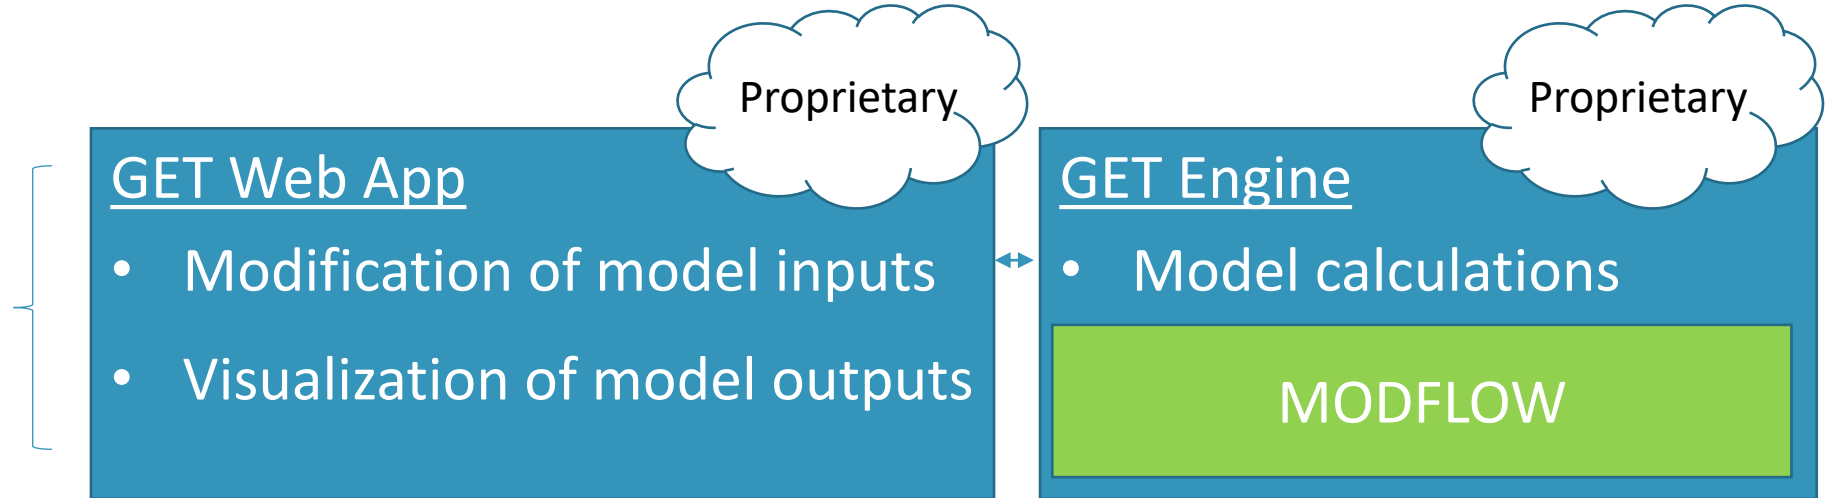 Proprietary
GET Web App
• Modification of model inputs
• Visualization of model outputs
Proprietary
GET Engine
• Model calculations
MODFLOW